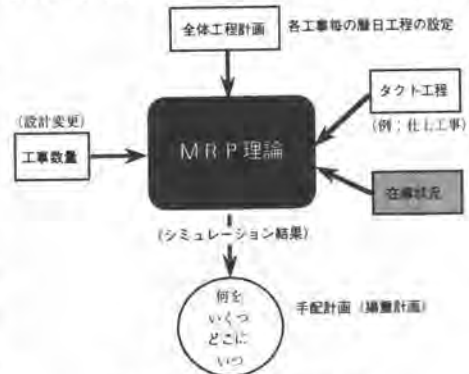 全体工程計画 各工事毎の暦日工程の設定
タクト工程
(例；仕上工事)
(設計変更)
工事数量
MRP理論
在庫状況
(シミュレーション結果)
何を
いくつ
どこに
いつ
手配計画 (揚重計画)